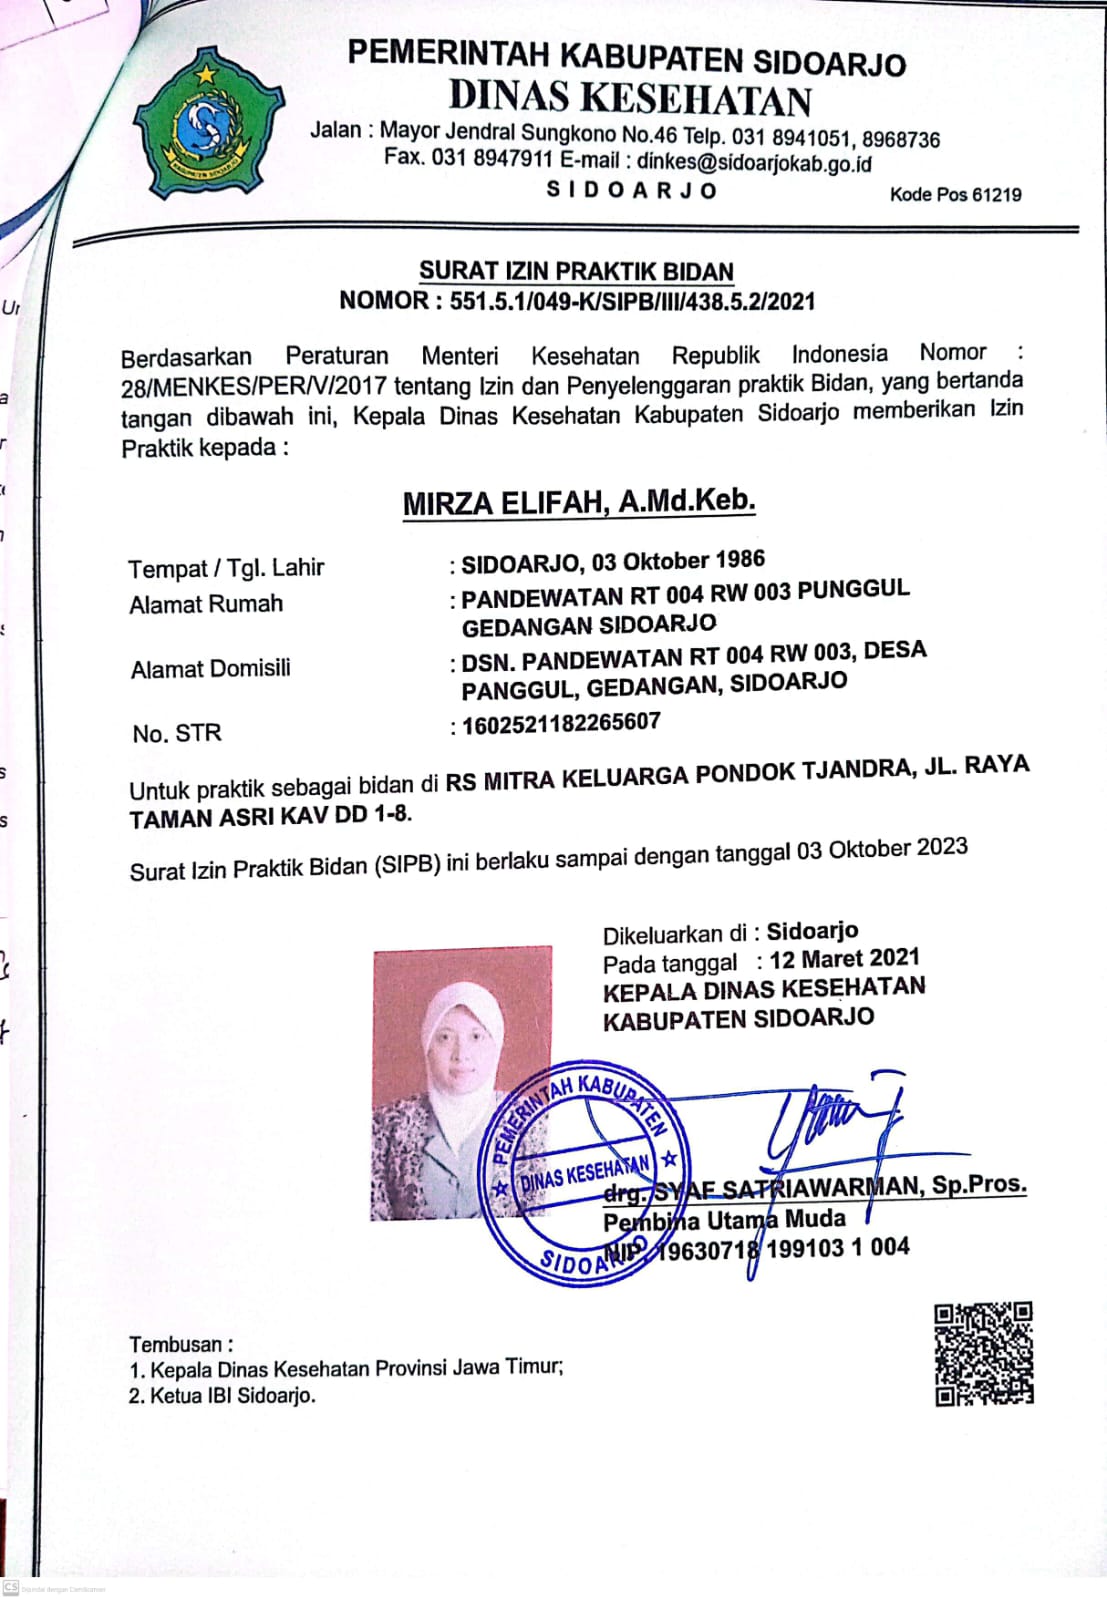 PEMERINTAH KABUPATEN SIDOARJO
DINAS KESEHATAN
Jalan : Mayor Jendral Sungkono No.46 Telp. 031 8941051, 8968736
Fax. 031 8947911 E-mail : dinkes@sidoarjokab.go.id
SIDOARJO
Kode Pos 61219
KABUPATEN SIDOARJO
SURAT IZIN PRAKTIK BIDAN
NOMOR : 551.5.1/049-K/SIPB/III/438.5.2/2021
Berdasarkan Peraturan Menteri Kesehatan Republik Indonesia Nomor :
28/MENKES/PER/V/2017 tentang Izin dan Penyelenggaran praktik Bidan, yang bertanda
tangan dibawah ini, Kepala Dinas Kesehatan Kabupaten Sidoarjo memberikan Izin
Praktik kepada :
MIRZA ELIFAH, A.Md.Keb.
Tempat / Tgl. Lahir : SIDOARJO, 03 Oktober 1986
Alamat Rumah : PANDEWATAN RT 004 RW 003 PUNGGUL
GEDANGAN SIDOARJO
Alamat Domisili : DSN. PANDEWATAN RT 004 RW 003, DESA
PANGGUL, GEDANGAN, SIDOARJO
No. STR : 1602521182265607
Untuk praktik sebagai bidan di RS MITRA KELUARGA PONDOK TJANDRA, JL. RAYA
TAMAN ASRI KAV DD 1-8.
Surat Izin Praktik Bidan (SIPB) ini berlaku sampai dengan tanggal 03 Oktober 2023
Dikeluarkan di : Sidoarjo
Pada tanggal : 12 Maret 2021
KEPALA DINAS KESEHATAN
KABUPATEN SIDOARJO
PEMERINTAH KABUPATEN
DINAS KESEHATAN
SIDOARJO
drg. SYAF SATRIAWARMAN, Sp.Pros.
Pembina Utama Muda
NIP. 19630718 199103 1 004
Tembusan :
1. Kepala Dinas Kesehatan Provinsi Jawa Timur;
2. Ketua IBI Sidoarjo.
CS Dipindai dengan CamScanner